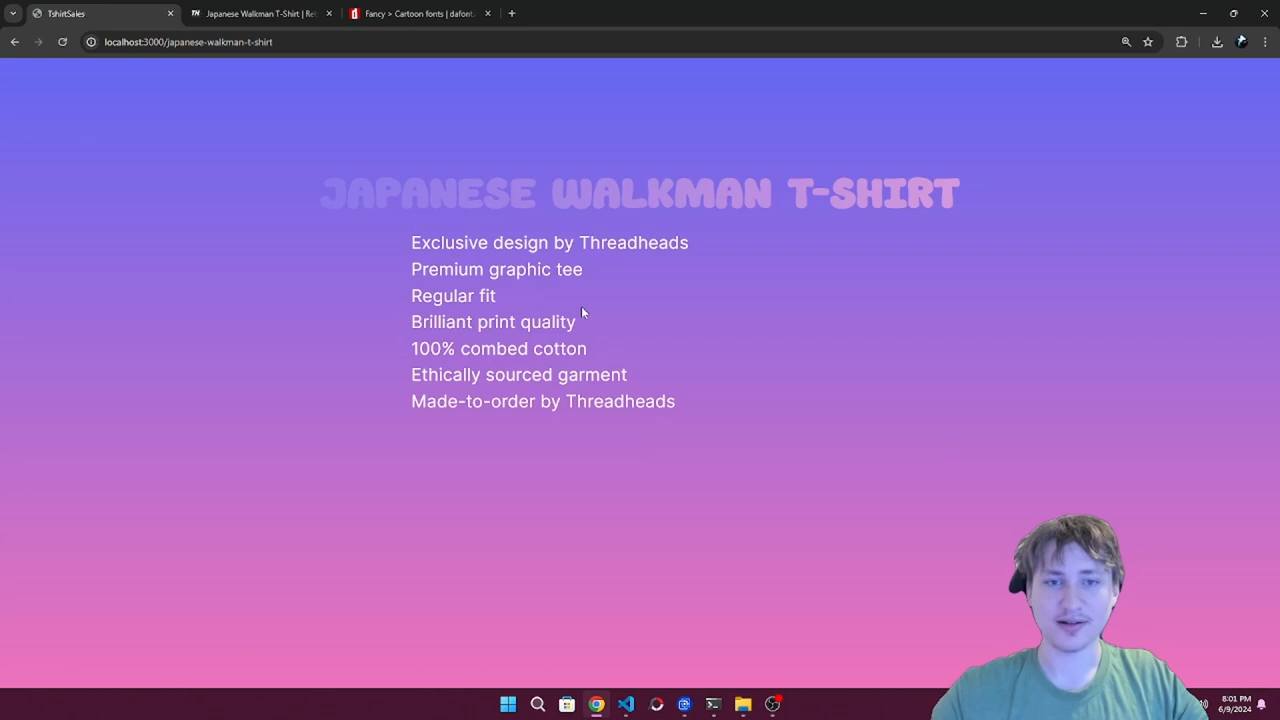 TshirtSales
Japanese Walkman T-Shirt | Re
Fancy > Cartoon fonts | dafont.
localhost:3000/japanese-walkman-t-shirt
JAPANESE WALKMAN T-SHIRT
Exclusive design by Threadheads
Premium graphic tee
Regular fit
Brilliant print quality
100% combed cotton
Ethically sourced garment
Made-to-order by Threadheads
8:01 PM
6/9/2024